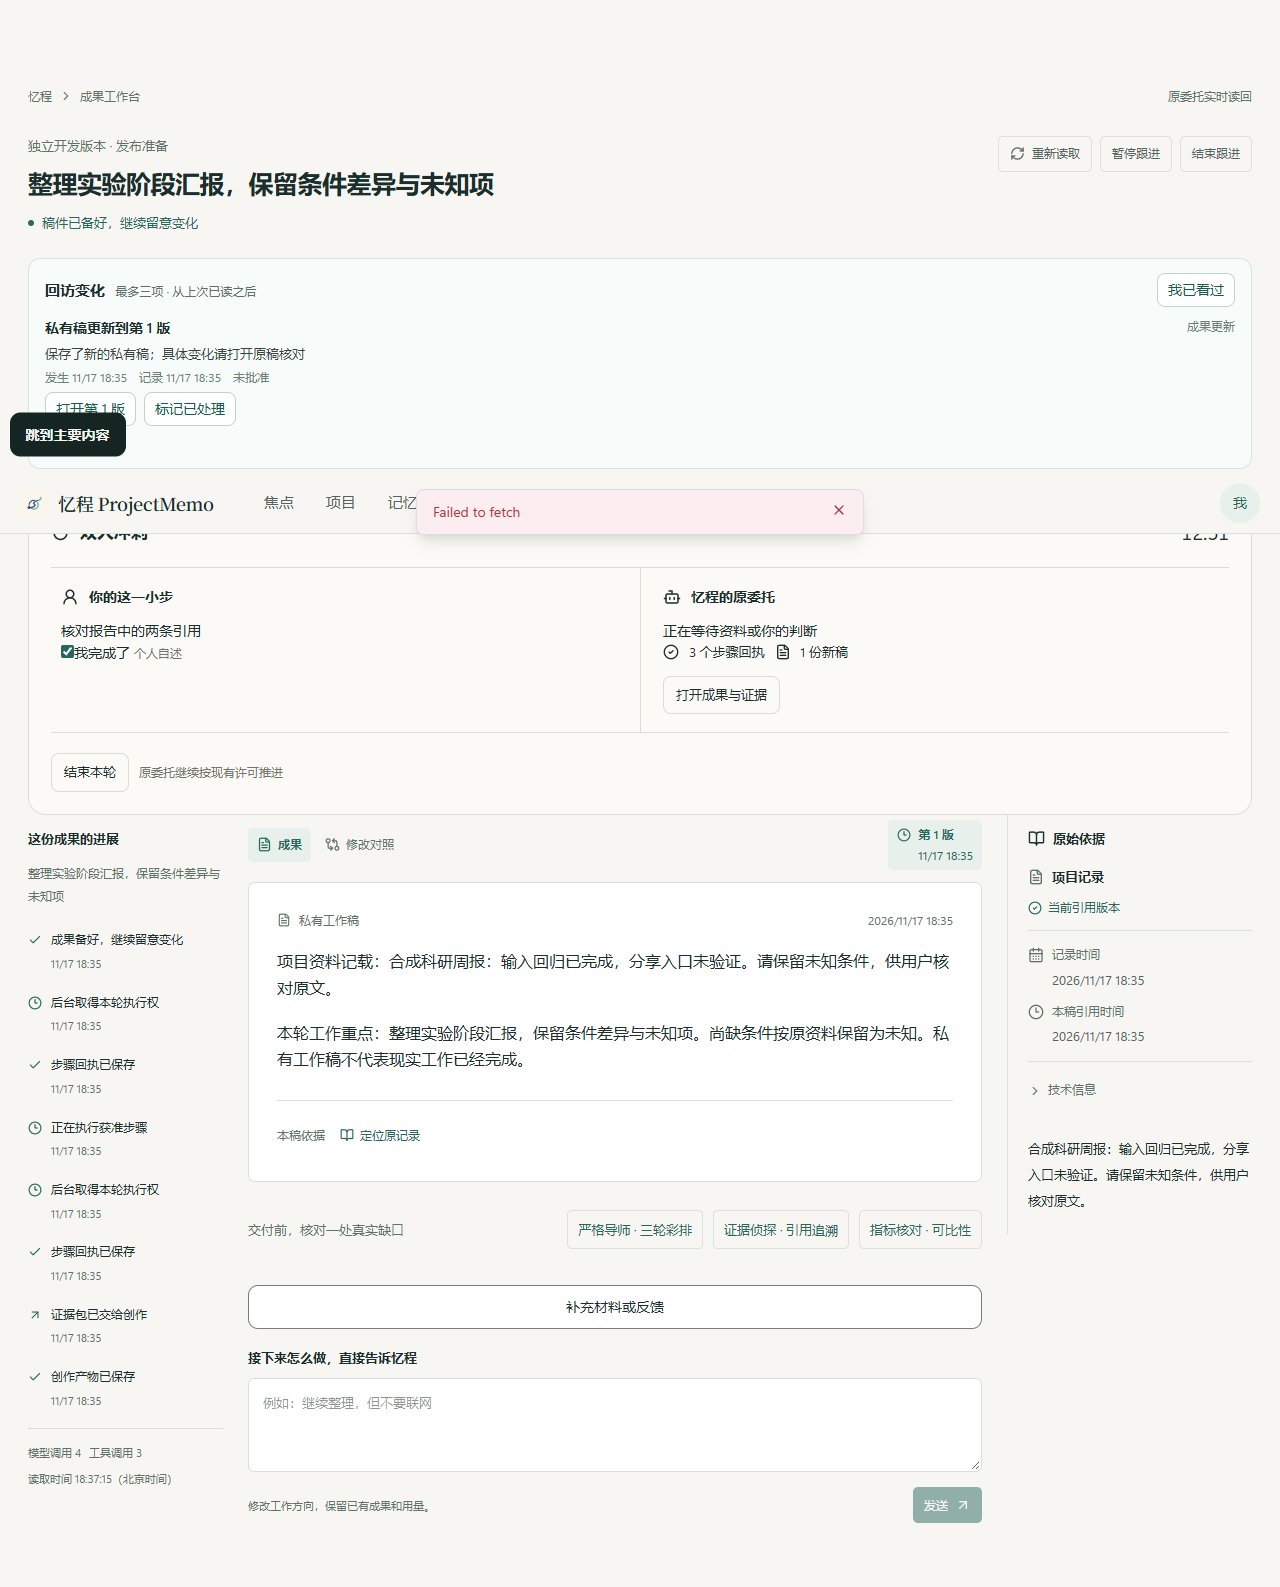 忆程 > 成果工作台
原委托实时读回
独立开发版本 · 发布准备
重新读取
暂停跟进
结束跟进
整理实验阶段汇报，保留条件差异与未知项
稿件已备好，继续留意变化
回访变化 最多三项 · 从上次已读之后
我已看过
私有稿更新到第 1 版
成果更新
保存了新的私有稿；具体变化请打开原稿核对
发生 11/17 18:35 记录 11/17 18:35 未批准
打开第 1 版
标记已处理
跳到主要内容
忆程 ProjectMemo
焦点
项目
记忆
Failed to fetch
我
你的这一小步
核对报告中的两条引用
我完成了 个人自述
忆程的原委托
正在等待资料或你的判断
3 个步骤回执 1 份新稿
打开成果与证据
结束本轮
原委托继续按现有许可推进
这份成果的进展
整理实验阶段汇报，保留条件差异与
未知项
成果备好，继续留意变化
11/17 18:35
后台取得本轮执行权
11/17 18:35
步骤回执已保存
11/17 18:35
正在执行获准步骤
11/17 18:35
后台取得本轮执行权
11/17 18:35
步骤回执已保存
11/17 18:35
证据包已交给创作
11/17 18:35
创作产物已保存
11/17 18:35
模型调用 4 工具调用 3
读取时间 18:37:15（北京时间）
成果
修改对照
第 1 版
11/17 18:35
私有工作稿
2026/11/17 18:35
项目资料记载：合成科研周报：输入回归已完成，分享入口未验证。请保留未知条件，供用户核
对原文。
本轮工作重点：整理实验阶段汇报，保留条件差异与未知项。尚缺条件按原资料保留为未知。私
有工作稿不代表现实工作已经完成。
本稿依据 定位原记录
交付前，核对一处真实缺口
严格导师 · 三轮彩排
证据侦探 · 引用追溯
指标核对 · 可比性
补充材料或反馈
接下来怎么做，直接告诉忆程
例如：继续整理，但不要联网
修改工作方向，保留已有成果和用量。
发送
原始依据
项目记录
当前引用版本
记录时间
2026/11/17 18:35
本稿引用时间
2026/11/17 18:35
技术信息
合成科研周报：输入回归已完成，分享
入口未验证。请保留未知条件，供用户
核对原文。